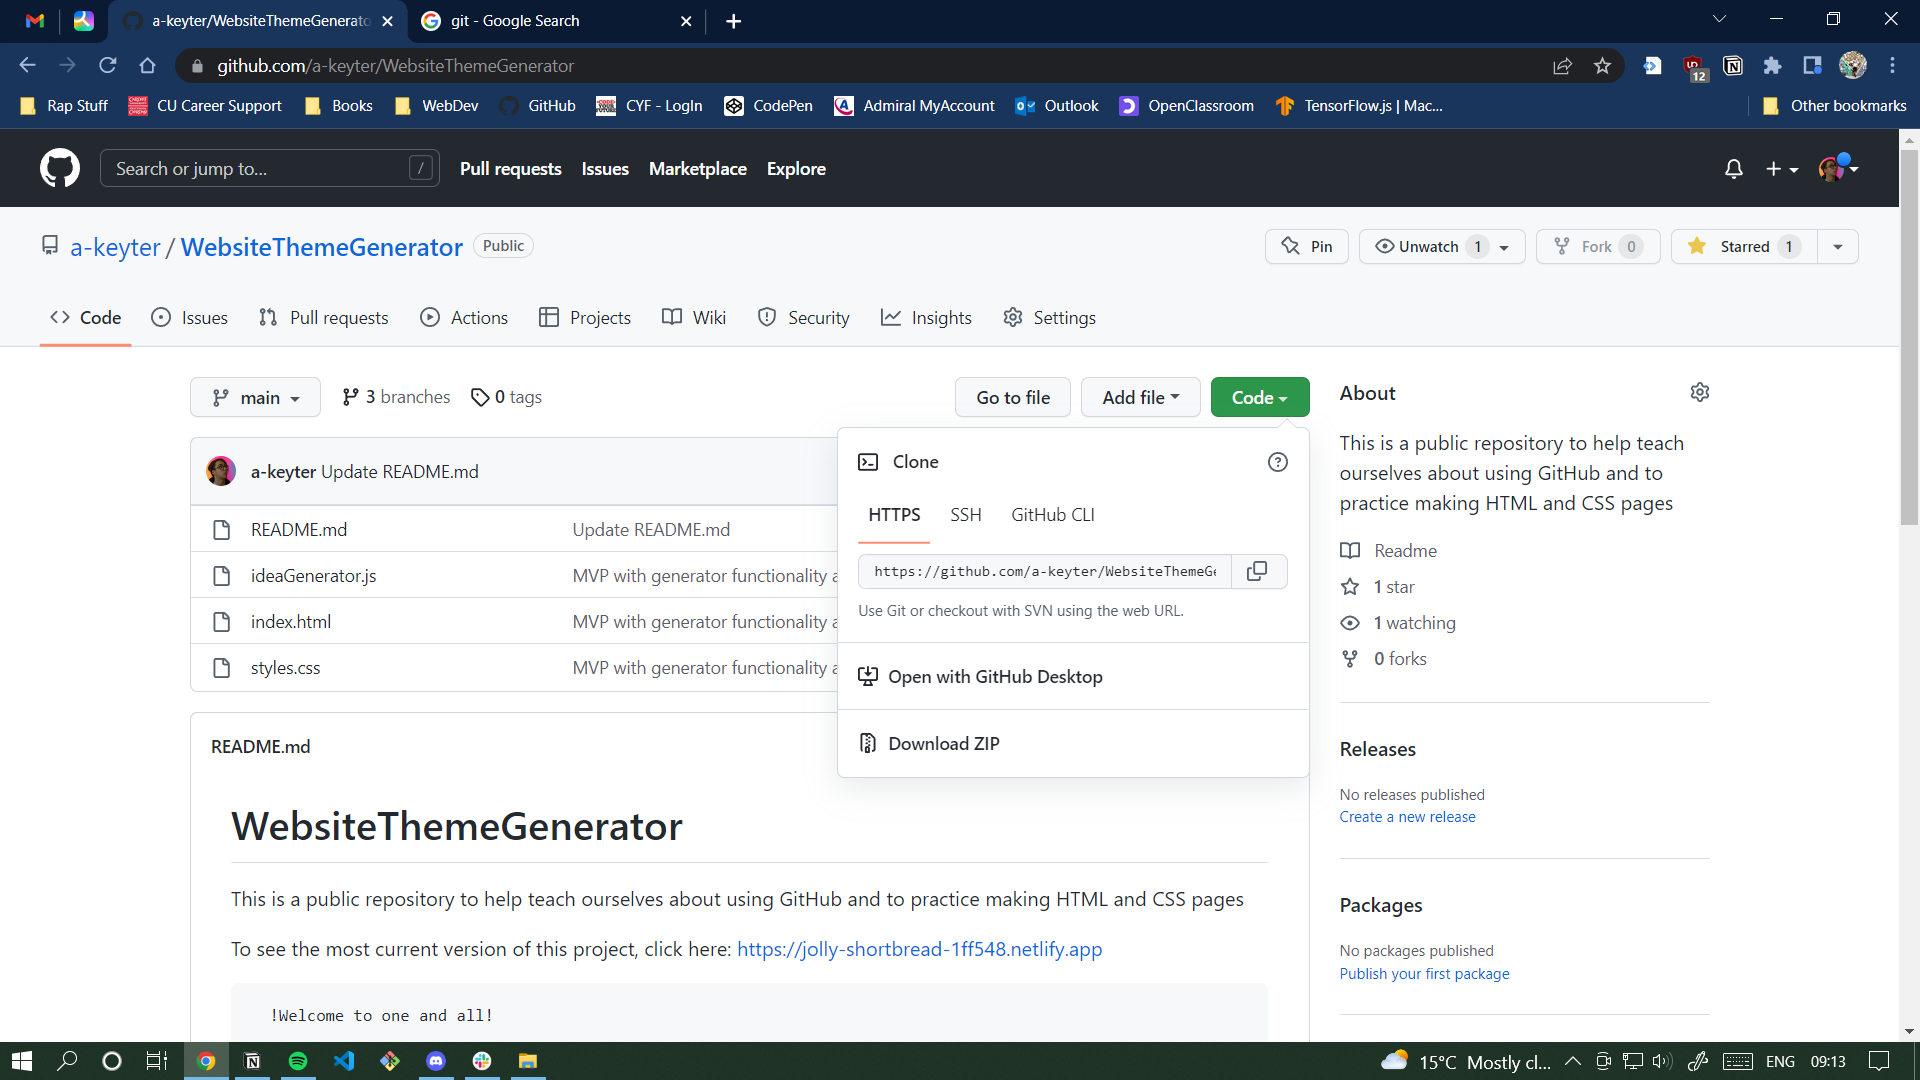 a-keyter/WebsiteThemeGenerato
git - Google Search
github.com/a-keyter/WebsiteThemeGenerator
12
Rap Stuff
CU Career Support
Books
WebDev
GitHub
CYF - LogIn
CodePen
Admiral MyAccount
Outlook
OpenClassroom
TensorFlow.js | Mac...
Other bookmarks
Search or jump to...
/
Pull requests
Issues
Marketplace
Explore
a-keyter / WebsiteThemeGenerator
Public
Pin
Unwatch 1
Fork 0
Starred 1
Code
Issues
Pull requests
Actions
Projects
Wiki
Security
Insights
Settings
main
3 branches
0 tags
Go to file
Add file
Code
a-keyter Update README.md
README.md
Update README.md
ideaGenerator.js
MVP with generator functionality a
index.html
MVP with generator functionality a
styles.css
MVP with generator functionality a
Clone
HTTPS
SSH
GitHub CLI
https://github.com/a-keyter/WebsiteThemeGe
Use Git or checkout with SVN using the web URL.
Open with GitHub Desktop
Download ZIP
README.md
WebsiteThemeGenerator
This is a public repository to help teach ourselves about using GitHub and to practice making HTML and CSS pages
To see the most current version of this project, click here: https://jolly-shortbread-1ff548.netlify.app
!Welcome to one and all!
About
This is a public repository to help teach
ourselves about using GitHub and to
practice making HTML and CSS pages
Readme
1 star
1 watching
0 forks
Releases
No releases published
Create a new release
Packages
No packages published
Publish your first package
15°C Mostly cl...
ENG
09:13